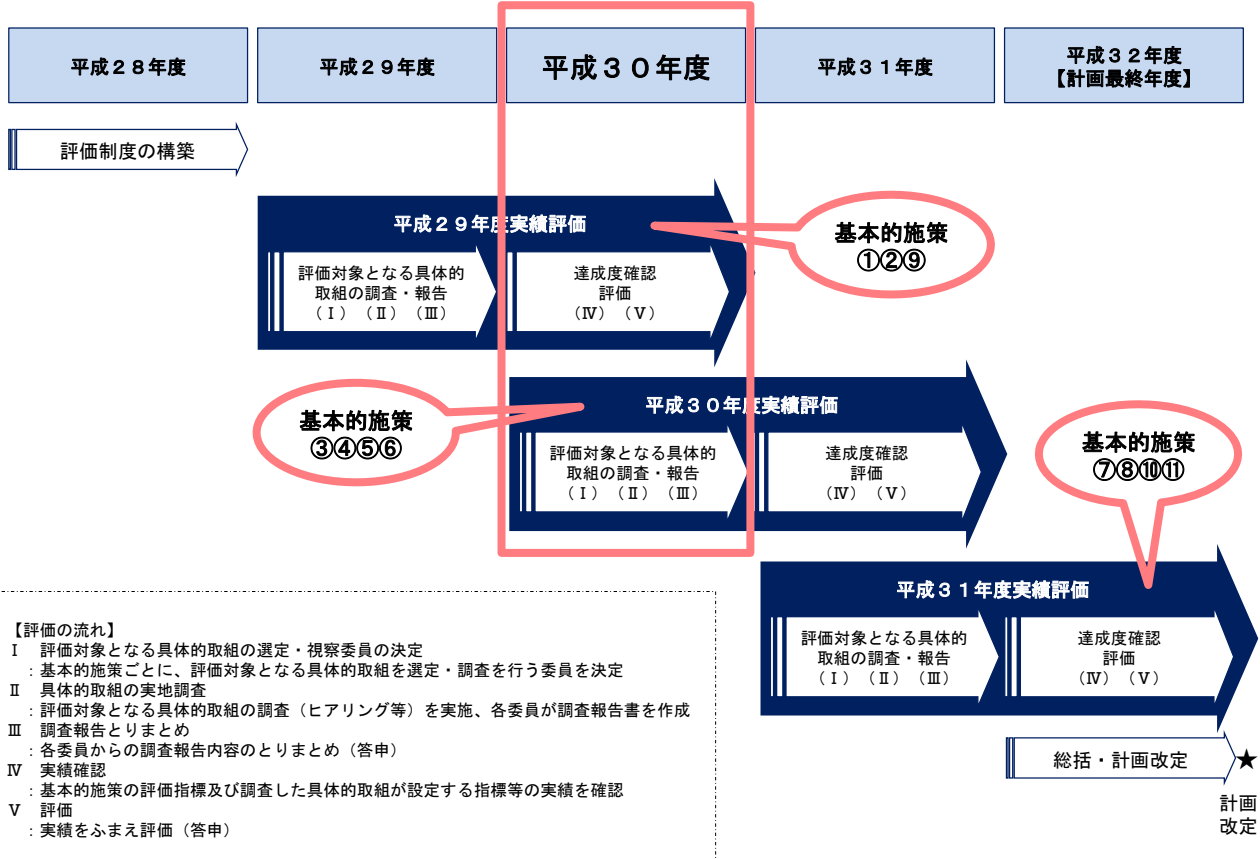 平成２８年度
平成２９年度
平成３０年度
平成３１年度
平成３２年度
【計画最終年度】
評価制度の構築
平成２９年度実績評価
評価対象となる具体的
取組の調査・報告
（Ⅰ）（Ⅱ）（Ⅲ）
達成度確認
評価
（Ⅳ）（Ⅴ）
基本的施策
①②⑨
平成３０年度実績評価
評価対象となる具体的
取組の調査・報告
（Ⅰ）（Ⅱ）（Ⅲ）
達成度確認
評価
（Ⅳ）（Ⅴ）
基本的施策
③④⑤⑥
基本的施策
⑦⑧⑩⑪
平成３１年度実績評価
評価対象となる具体的
取組の調査・報告
（Ⅰ）（Ⅱ）（Ⅲ）
達成度確認
評価
（Ⅳ）（Ⅴ）
総括・計画改定
★
計画
改定
【評価の流れ】
Ⅰ　評価対象となる具体的取組の選定・視察委員の決定
：基本的施策ごとに、評価対象となる具体的取組を選定・調査を行う委員を決定
Ⅱ　具体的取組の実地調査
：評価対象となる具体的取組の調査（ヒアリング等）を実施、各委員が調査報告書を作成
Ⅲ　調査報告とりまとめ
：各委員からの調査報告内容のとりまとめ（答申）
Ⅳ　実績確認
：基本的施策の評価指標及び調査した具体的取組が設定する指標等の実績を確認
Ⅴ　評価
：実績をふまえ評価（答申）